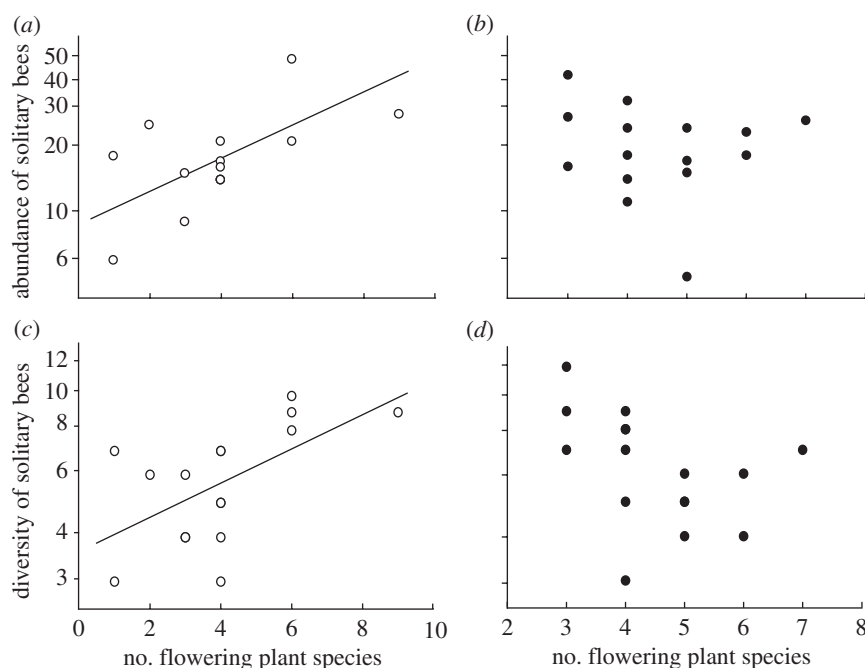 (a)
(b)
abundance of solitary bees
50
40
30
20
10
6
(c)
(d)
diversity of solitary bees
12
10
8
6
4
3
0 2 4 6 8 10
2 3 4 5 6 7 8
no. flowering plant species
no. flowering plant species